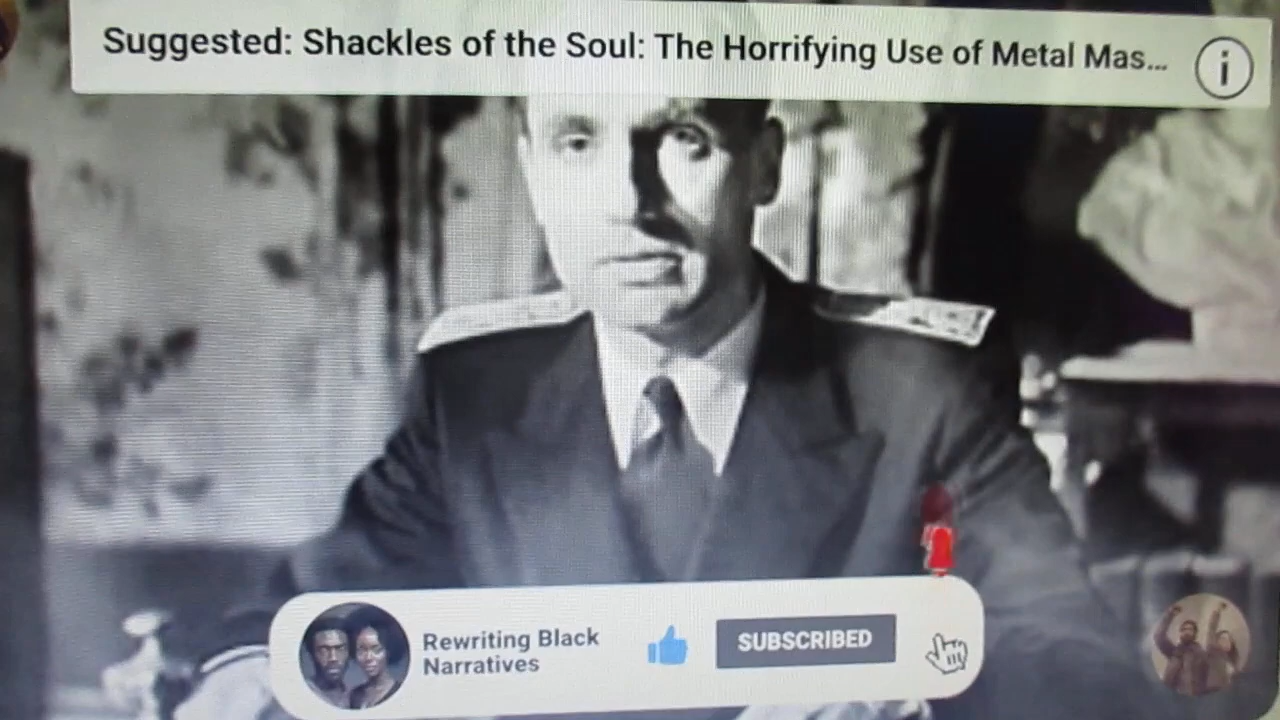 Suggested: Shackles of the Soul: The Horrifying Use of Metal Mas...
i
Rewriting Black
Narratives
SUBSCRIBED